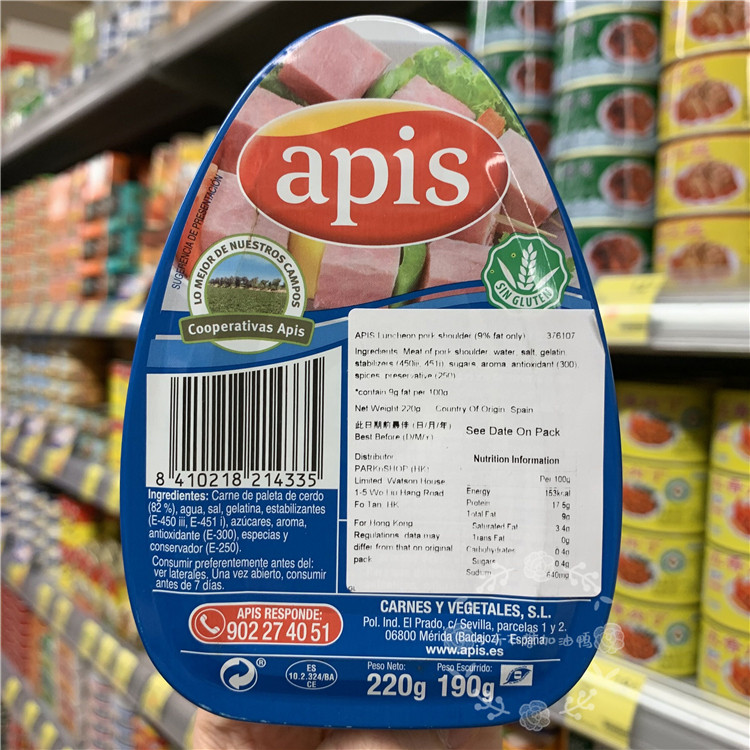 apis
SUGERENCIA DE PRESENTACIÓN
LO MEJOR DE NUESTROS CAMPOS
Cooperativas Apis
SIN GLUTEN
APIS Luncheon pork shoulder (9% fat only) 376107
Ingredients: Meat of pork shoulder, water, salt, gelatin,
stabilizers (450iii, 451i), sugars, aroma, antioxidant (300),
spices, preservative (250)
*contain 9g fat per 100g
Net Weight 220g Country Of Origin Spain
此日期前最佳 (日/月/年)
Best Before (D/M/Y) See Date On Pack
Distributor
PARKnSHOP (HK)
Limited, Watson House
1-5 Wo Liu Hang Road
Fo Tan, HK
For Hong Kong
Regulations, data may
differ from that on original
pack
Nutrition Information
Per 100g
Energy 153kcal
Protein 17.5g
Total Fat 9g
Saturated Fat 3.4g
Trans Fat 0g
Carbohydrates 0.4g
Sugars 0.4g
Sodium 640mg
8 410218 214335
Ingredientes: Carne de paleta de cerdo
(82 %), agua, sal, gelatina, estabilizantes
(E-450 iii, E-451 i), azúcares, aroma,
antioxidante (E-300), especias y
conservador (E-250).
Consumir preferentemente antes del:
ver laterales. Una vez abierto, consumir
antes de 7 días.
APIS RESPONDE:
902 27 40 51
CARNES Y VEGETALES, S.L.
Pol. Ind. El Prado, c/ Sevilla, parcelas 1 y 2.
06800 Mérida (Badajoz) - España
www.apis.es
ES
10.2.324/BA
CE
Peso Neto:
220g
Peso Escurrido:
190g
加油鸭